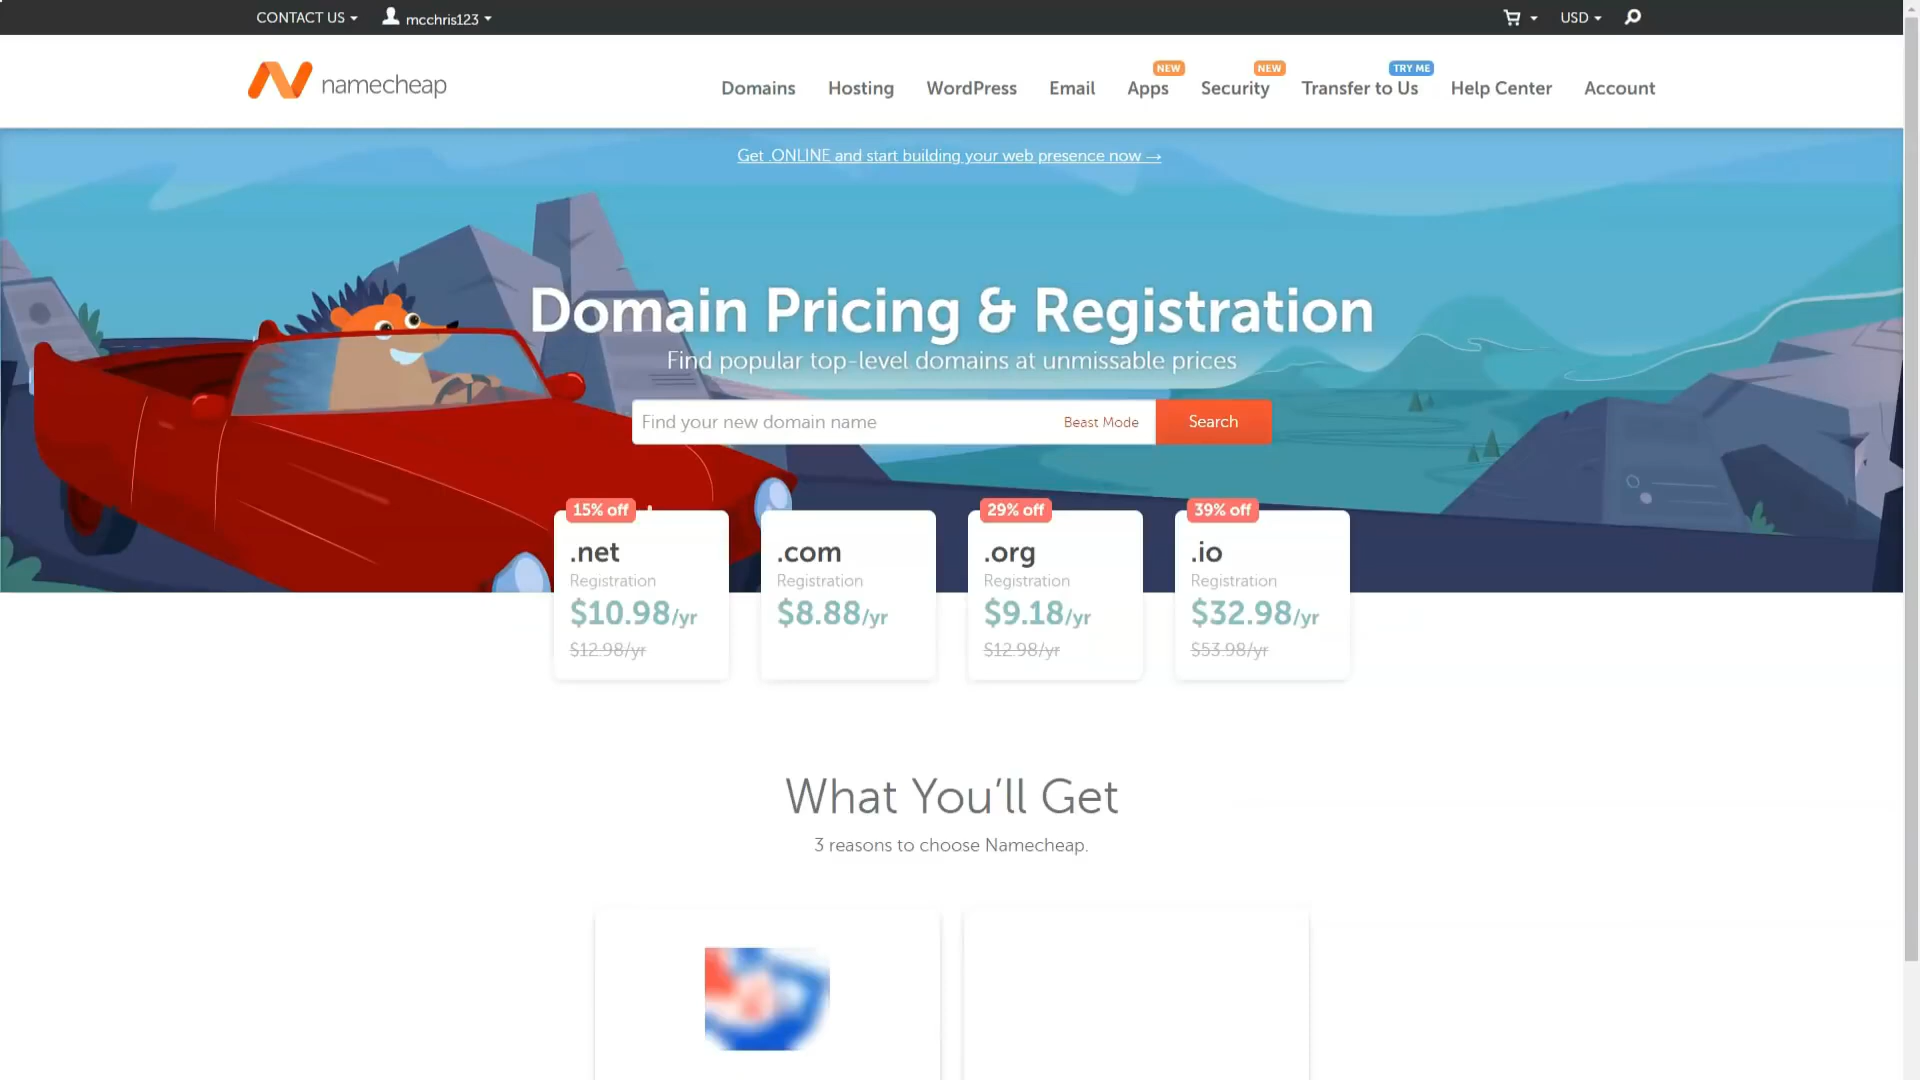 CONTACT US
mcchris123
USD
namecheap
Domains
Hosting
WordPress
Email
Apps
NEW
Security
NEW
Transfer to Us
TRY ME
Help Center
Account
Get .ONLINE and start building your web presence now →
Domain Pricing & Registration
Find popular top-level domains at unmissable prices
Find your new domain name
Beast Mode
Search
15% off
.net
Registration
$10.98/yr
$12.98/yr
.com
Registration
$8.88/yr
29% off
.org
Registration
$9.18/yr
$12.98/yr
39% off
.io
Registration
$32.98/yr
$53.98/yr
What You’ll Get
3 reasons to choose Namecheap.